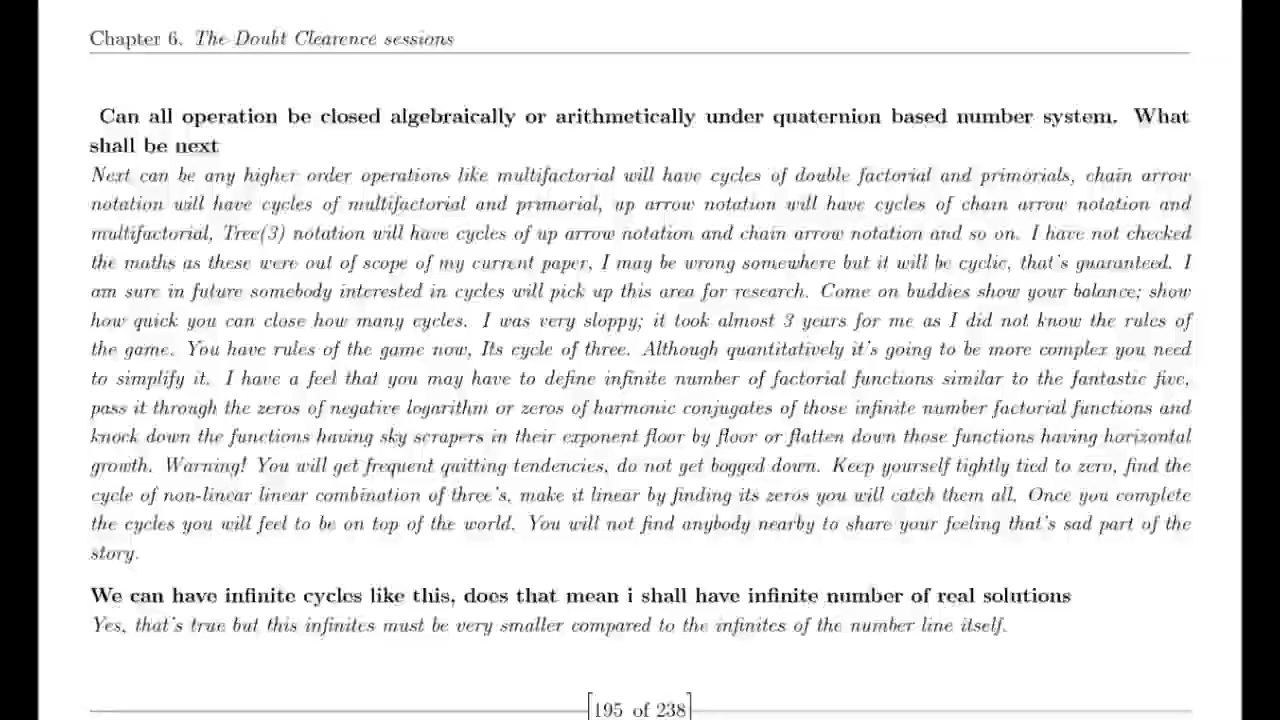 Chapter 6. The Doubt Clearence sessions
Can all operation be closed algebraically or arithmetically under quaternion based number system. What
shall be next
Next can be any higher order operations like multifactorial will have cycles of double factorial and primorials, chain arrow
notation will have cycles of multifactorial and primorial, up arrow notation will have cycles of chain arrow notation and
multifactorial, Tree(3) notation will have cycles of up arrow notation and chain arrow notation and so on. I have not checked
the maths as these were out of scope of my current paper, I may be wrong somewhere but it will be cyclic, that's guaranteed. I
am sure in future somebody interested in cycles will pick up this area for research. Come on buddies show your balance; show
how quick you can close how many cycles. I was very sloppy; it took almost 3 years for me as I did not know the rules of
the game. You have rules of the game now, Its cycle of three. Although quantitatively it's going to be more complex you need
to simplify it. I have a feel that you may have to define infinite number of factorial functions similar to the fantastic five,
pass it through the zeros of negative logarithm or zeros of harmonic conjugates of those infinite number factorial functions and
knock down the functions having sky scrapers in their exponent floor by floor or flatten down those functions having horizontal
growth. Warning! You will get frequent quitting tendencies, do not get bogged down. Keep yourself tightly tied to zero, find the
cycle of non-linear linear combination of three's, make it linear by finding its zeros you will catch them all. Once you complete
the cycles you will feel to be on top of the world. You will not find anybody nearby to share your feeling that's sad part of the
story.
We can have infinite cycles like this, does that mean i shall have infinite number of real solutions
Yes, that's true but this infinites must be very smaller compared to the infinites of the number line itself.
[195 of 238]